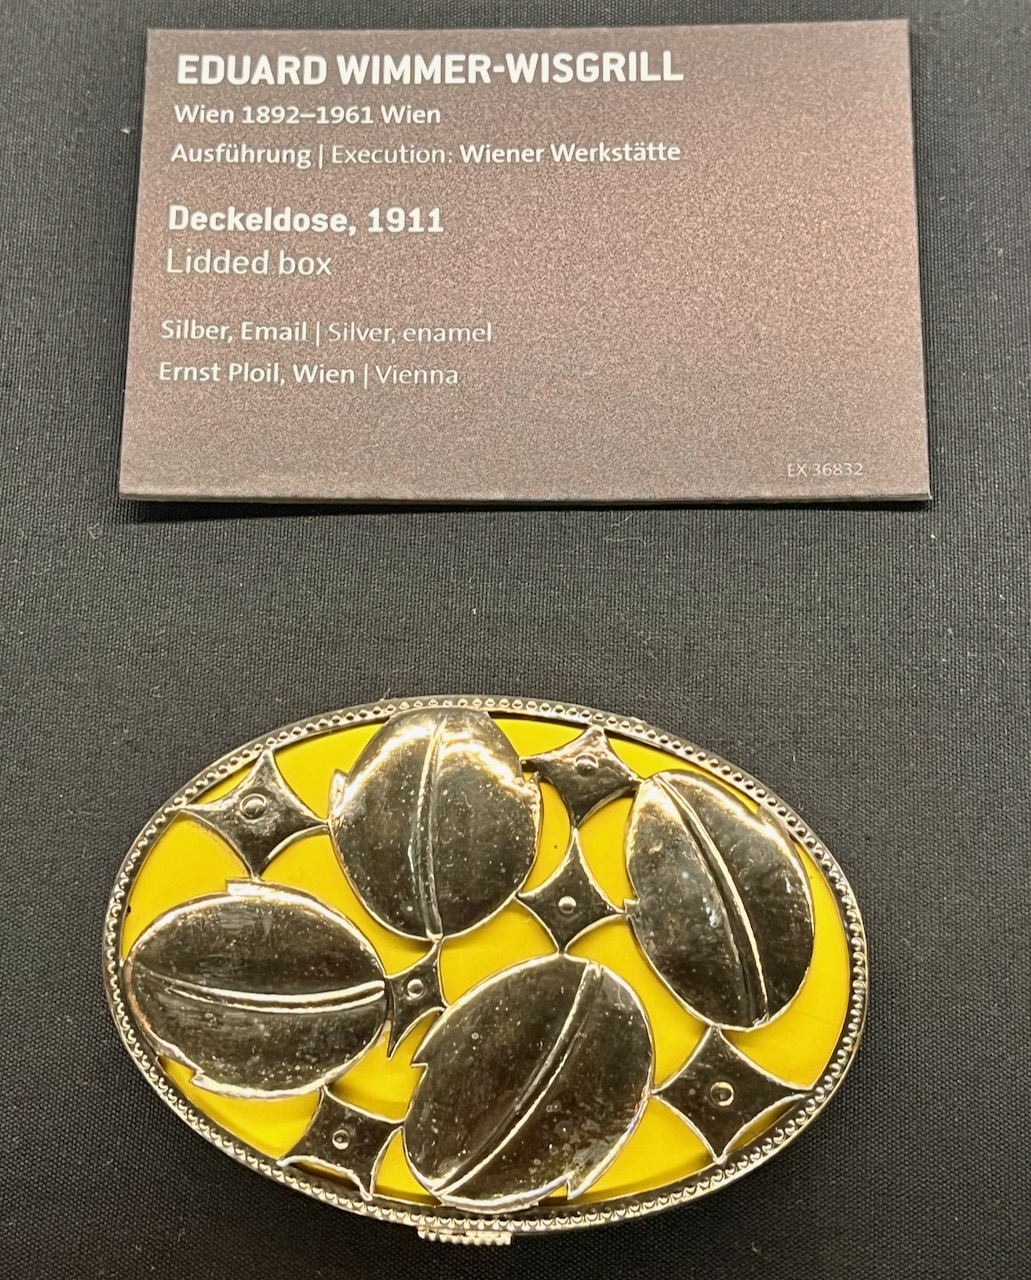 EDUARD WIMMER-WISGRILL
Wien 1892–1961 Wien
Ausführung | Execution: Wiener Werkstätte
Deckeldose, 1911
Lidded box
Silber, Email | Silver, enamel
Ernst Ploil, Wien | Vienna
EX 36832